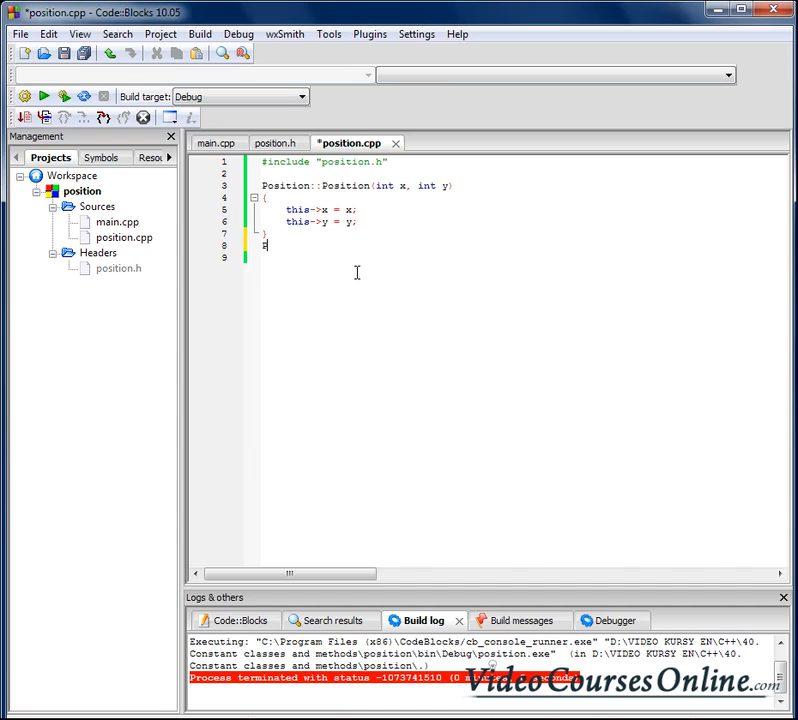 *position.cpp - Code::Blocks 10.05
File Edit View Search Project Build Debug wxSmith Tools Plugins Settings Help
Build target: Debug
Management
Projects Symbols Resou
*position.cpp
main.cpp position.h
Workspace
position
Sources
main.cpp
position.cpp
Headers
position.h
1 #include "position.h"
2
3 Position::Position(int x, int y)
4 {
5 this->x = x;
6 this->y = y;
7 }
8 P
9
Logs & others
Code::Blocks Search results Build log Build messages Debugger
Executing: "C:\Program Files (x86)\CodeBlocks/cb_console_runner.exe" "D:\VIDEO KURSY EN\C++\40.
Constant classes and methods\position\bin\Debug\position.exe" (in D:\VIDEO KURSY EN\C++\40.
Constant classes and methods\position\.)
Process terminated with status -1073741510 (0 minutes, seconds)
VideoCoursesOnline.com